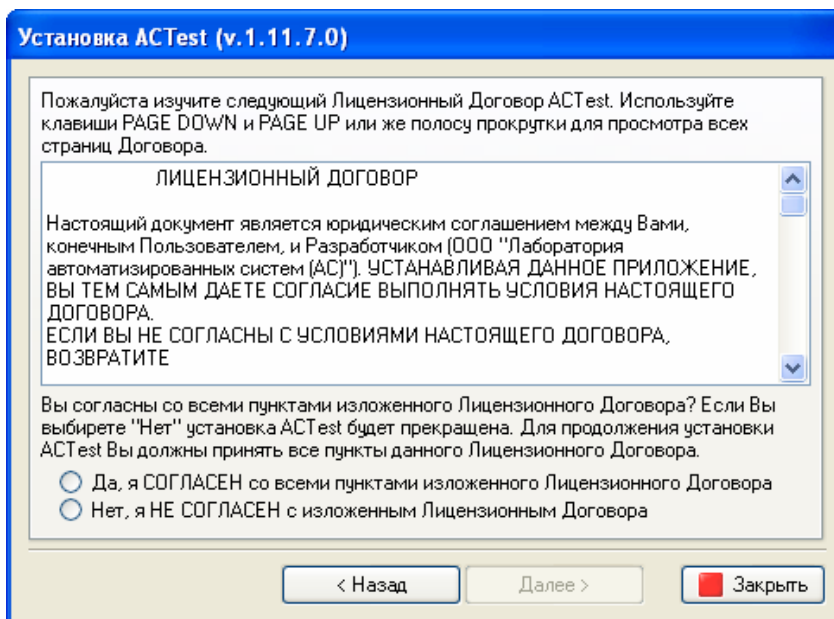 Установка ACTest (v.1.11.7.0)
Пожалуйста изучите следующий Лицензионный Договор ACTest. Используйте
клавиши PAGE DOWN и PAGE UP или же полосу прокрутки для просмотра всех
страниц Договора.
ЛИЦЕНЗИОННЫЙ ДОГОВОР
Настоящий документ является юридическим соглашением между Вами,
конечным Пользователем, и Разработчиком (ООО "Лаборатория
автоматизированных систем (АС)"). УСТАНАВЛИВАЯ ДАННОЕ ПРИЛОЖЕНИЕ,
ВЫ ТЕМ САМЫМ ДАЕТЕ СОГЛАСИЕ ВЫПОЛНЯТЬ УСЛОВИЯ НАСТОЯЩЕГО
ДОГОВОРА.
ЕСЛИ ВЫ НЕ СОГЛАСНЫ С УСЛОВИЯМИ НАСТОЯЩЕГО ДОГОВОРА,
ВОЗВРАТИТЕ
Вы согласны со всеми пунктами изложенного Лицензионного Договора? Если Вы
выбирете "Нет" установка ACTest будет прекращена. Для продолжения установки
ACTest Вы должны принять все пункты данного Лицензионного Договора.
Да, я СОГЛАСЕН со всеми пунктами изложенного Лицензионного Договора
Нет, я НЕ СОГЛАСЕН с изложенным Лицензионным Договора
< Назад
Далее >
Закрыть